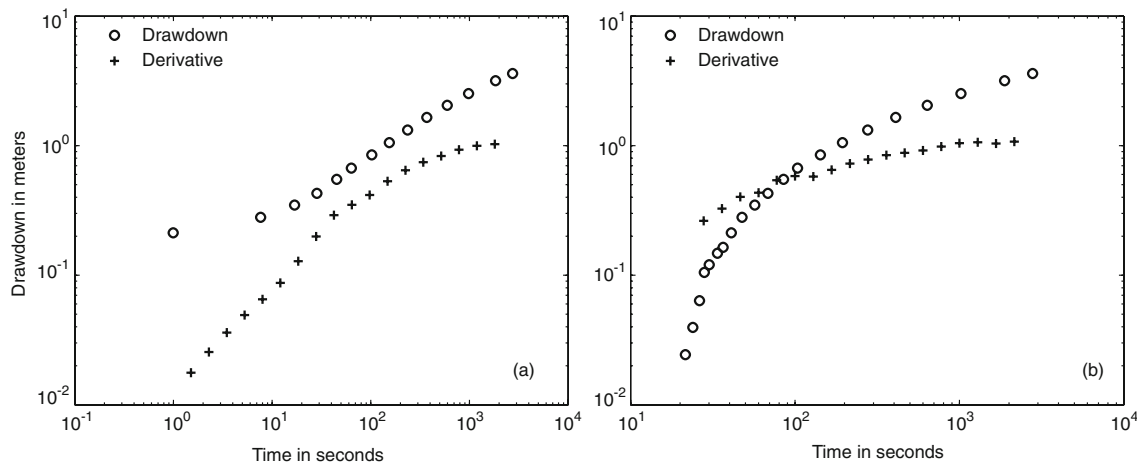 Drawdown in meters
10^1
10^0
10^-1
10^-2
Drawdown
Derivative
(a)
10^-1 10^0 10^1 10^2 10^3 10^4
Time in seconds
10^1
10^0
10^-1
10^-2
Drawdown
Derivative
(b)
10^1 10^2 10^3 10^4
Time in seconds